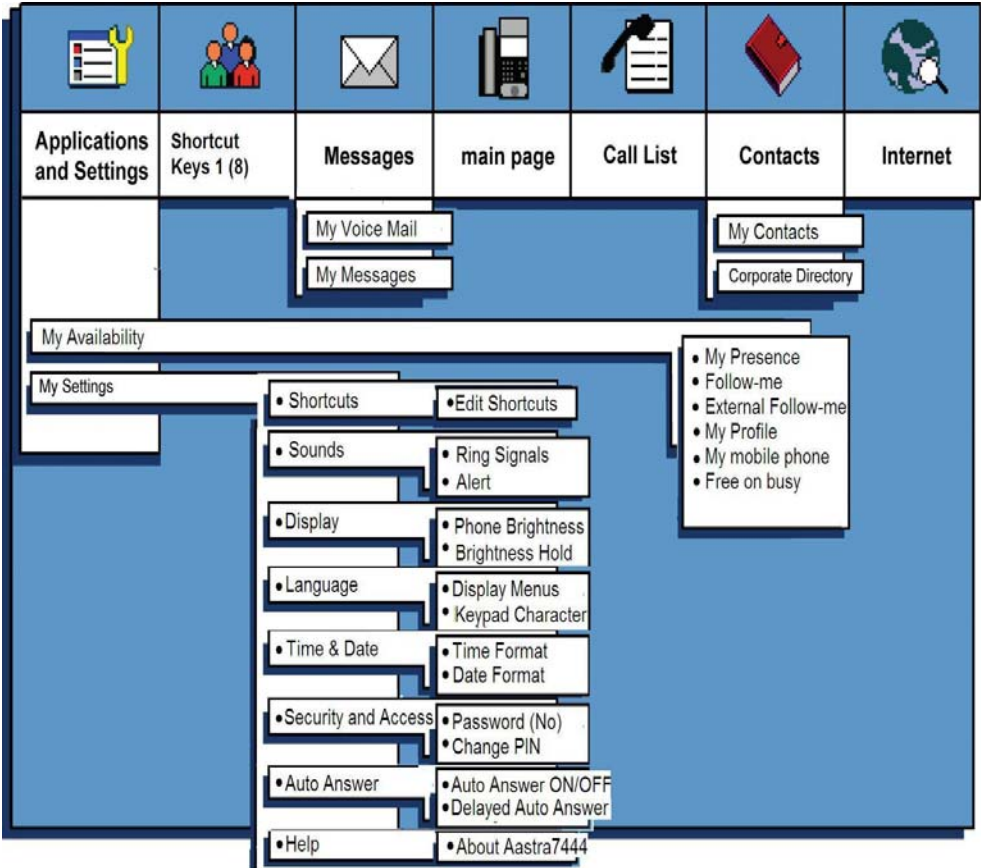 Applications
and Settings
Shortcut
Keys 1 (8)
Messages
main page
Call List
Contacts
Internet
My Voice Mail
My Messages
My Contacts
Corporate Directory
My Availability
• My Presence
• Follow-me
• External Follow-me
• My Profile
• My mobile phone
• Free on busy
My Settings
• Shortcuts
• Edit Shortcuts
• Sounds
• Ring Signals
• Alert
• Display
• Phone Brightness
• Brightness Hold
• Language
• Display Menus
• Keypad Character
• Time & Date
• Time Format
• Date Format
• Security and Access
• Password (No)
• Change PIN
• Auto Answer
• Auto Answer ON/OFF
• Delayed Auto Answer
• Help
• About Aastra7444